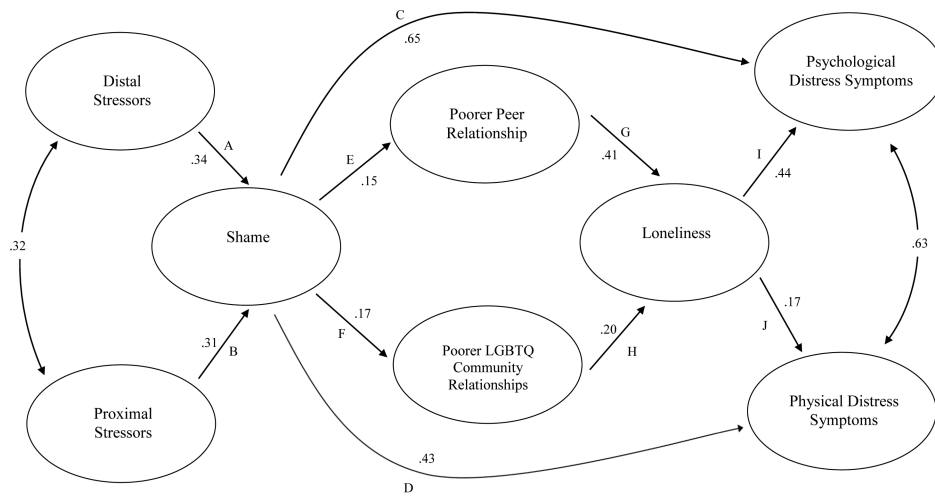 C
.65
Distal
Stressors
Psychological
Distress Symptoms
Poorer Peer
Relationship
A
.34
E
.15
G
.41
I
.44
.32
Shame
Loneliness
.63
.31
B
.17
F
.20
H
.17
J
Poorer LGBTQ
Community
Relationships
Proximal
Stressors
Physical Distress
Symptoms
.43
D